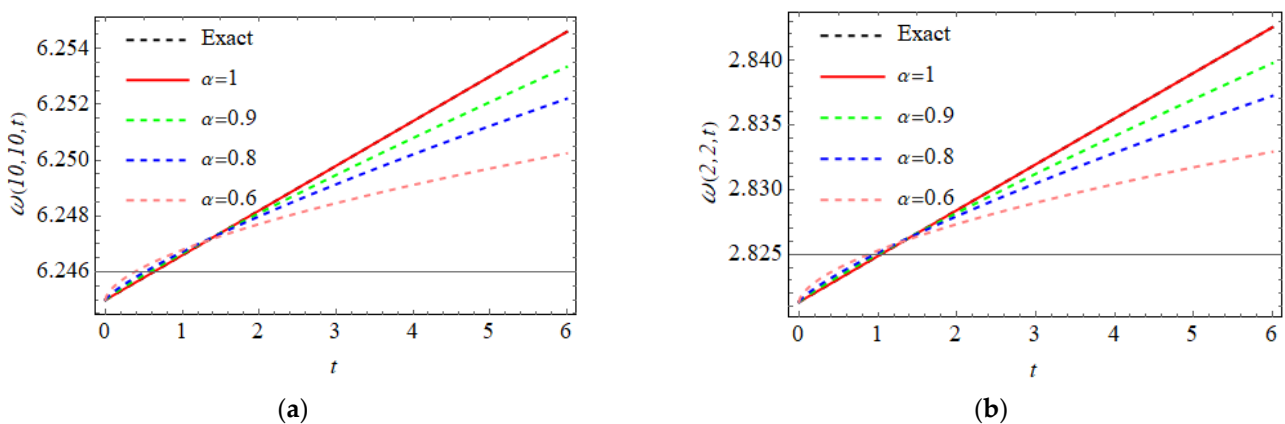 ω(10,10,t)
6.254
6.252
6.250
6.248
6.246
Exact
α=1
α=0.9
α=0.8
α=0.6
0 1 2 3 4 5 6
t
(a)
ω(2,2,t)
2.840
2.835
2.830
2.825
Exact
α=1
α=0.9
α=0.8
α=0.6
0 1 2 3 4 5 6
t
(b)